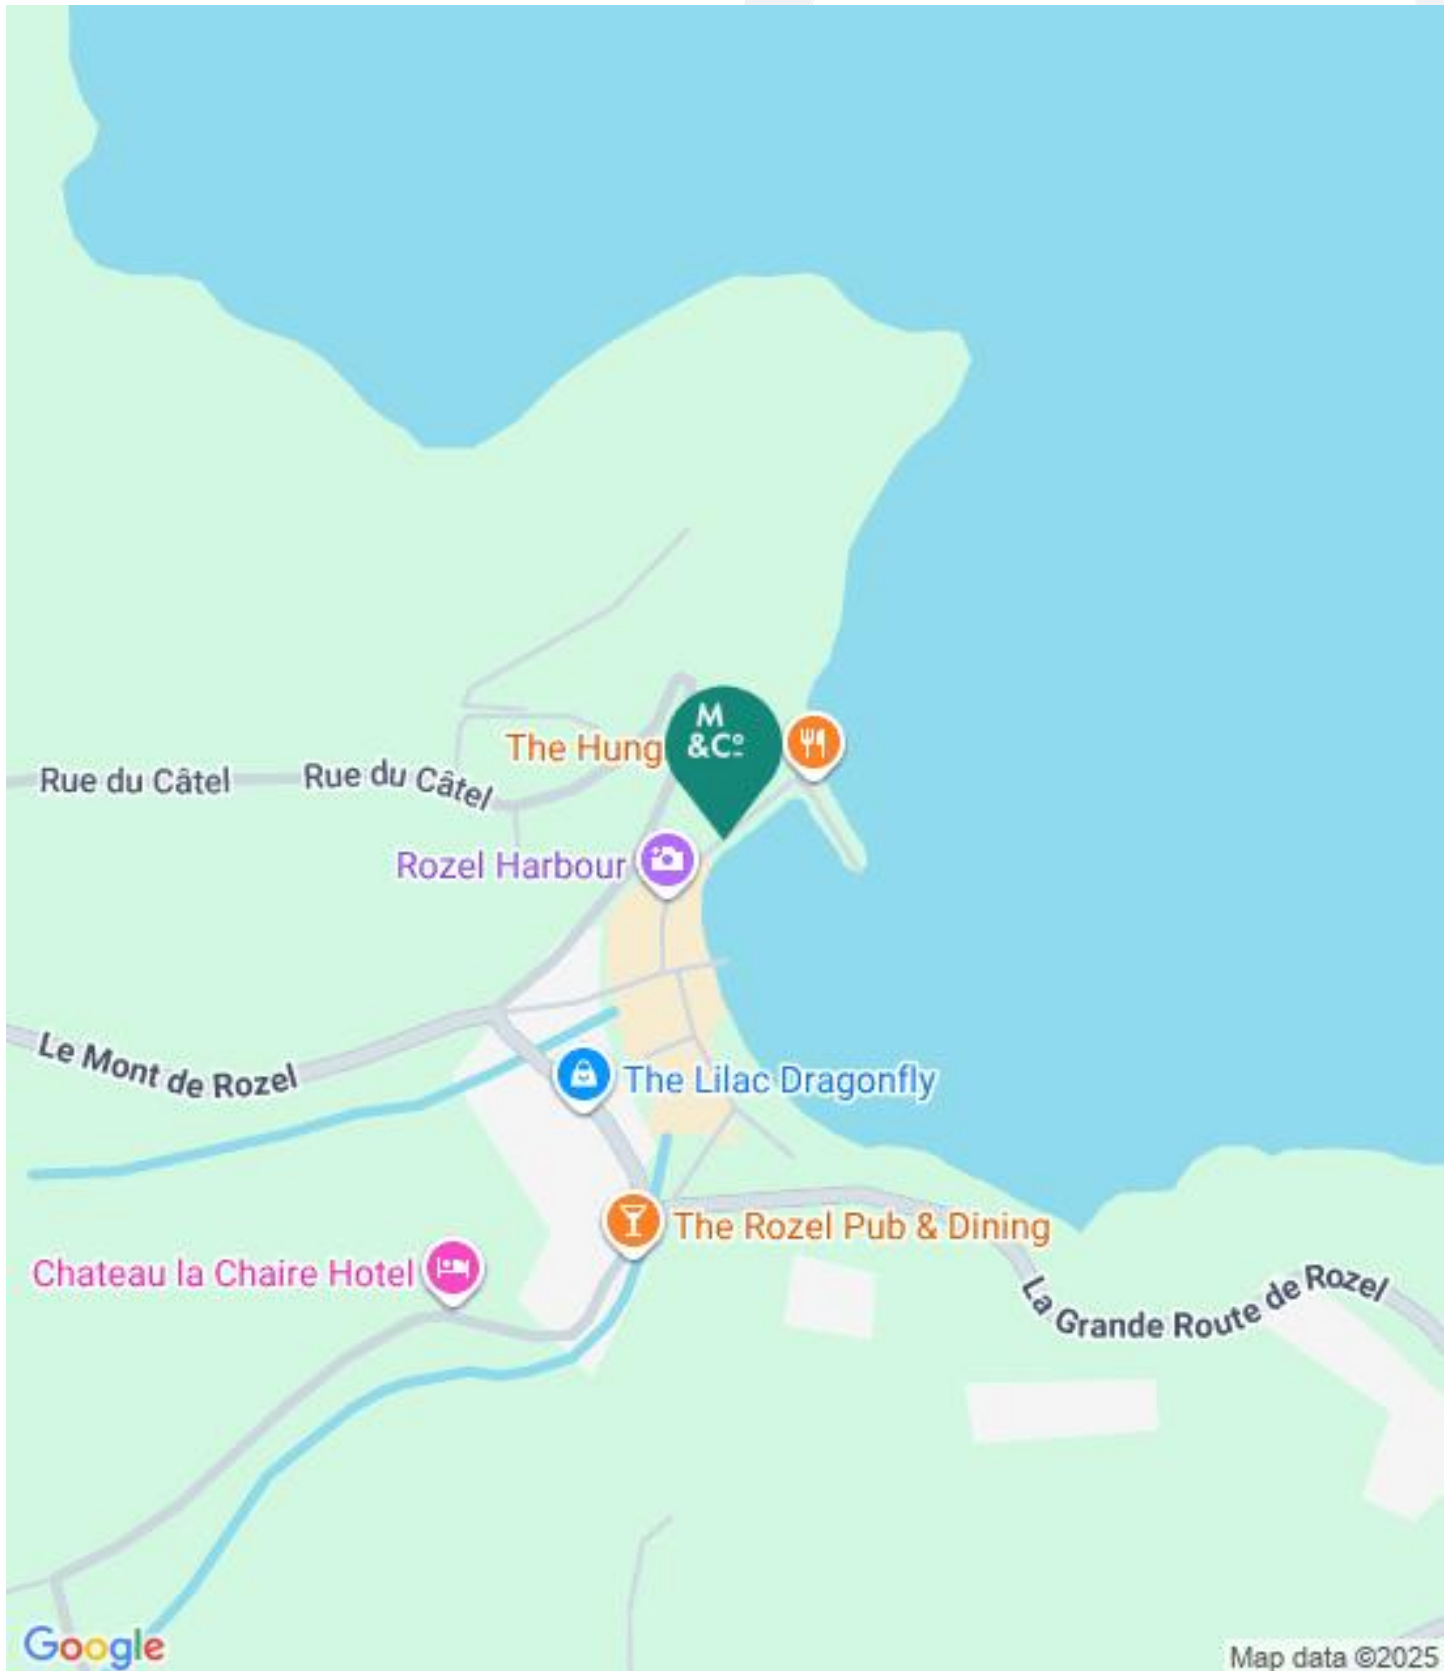 M
&Co
The Hung
Rue du Câtel
Rue du Câtel
Rozel Harbour
Le Mont de Rozel
The Lilac Dragonfly
The Rozel Pub & Dining
Chateau la Chaire Hotel
La Grande Route de Rozel
Google
Map data ©2025